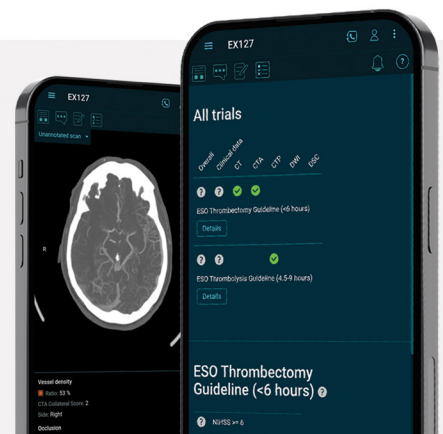 EX127
Unannotated scan
R
Vessel density
Ratio: 53 %
CTA Collateral Score: 2
Side: Right
Occlusion
EX127
All trials
Overall
Clinical data
CT
CTA
CTP
DWI
DSC
ESO Thrombectomy Guideline (<6 hours)
Details
ESO Thrombolysis Guideline (4.5-9 hours)
Details
ESO Thrombectomy
Guideline (<6 hours)
NIHSS >= 6